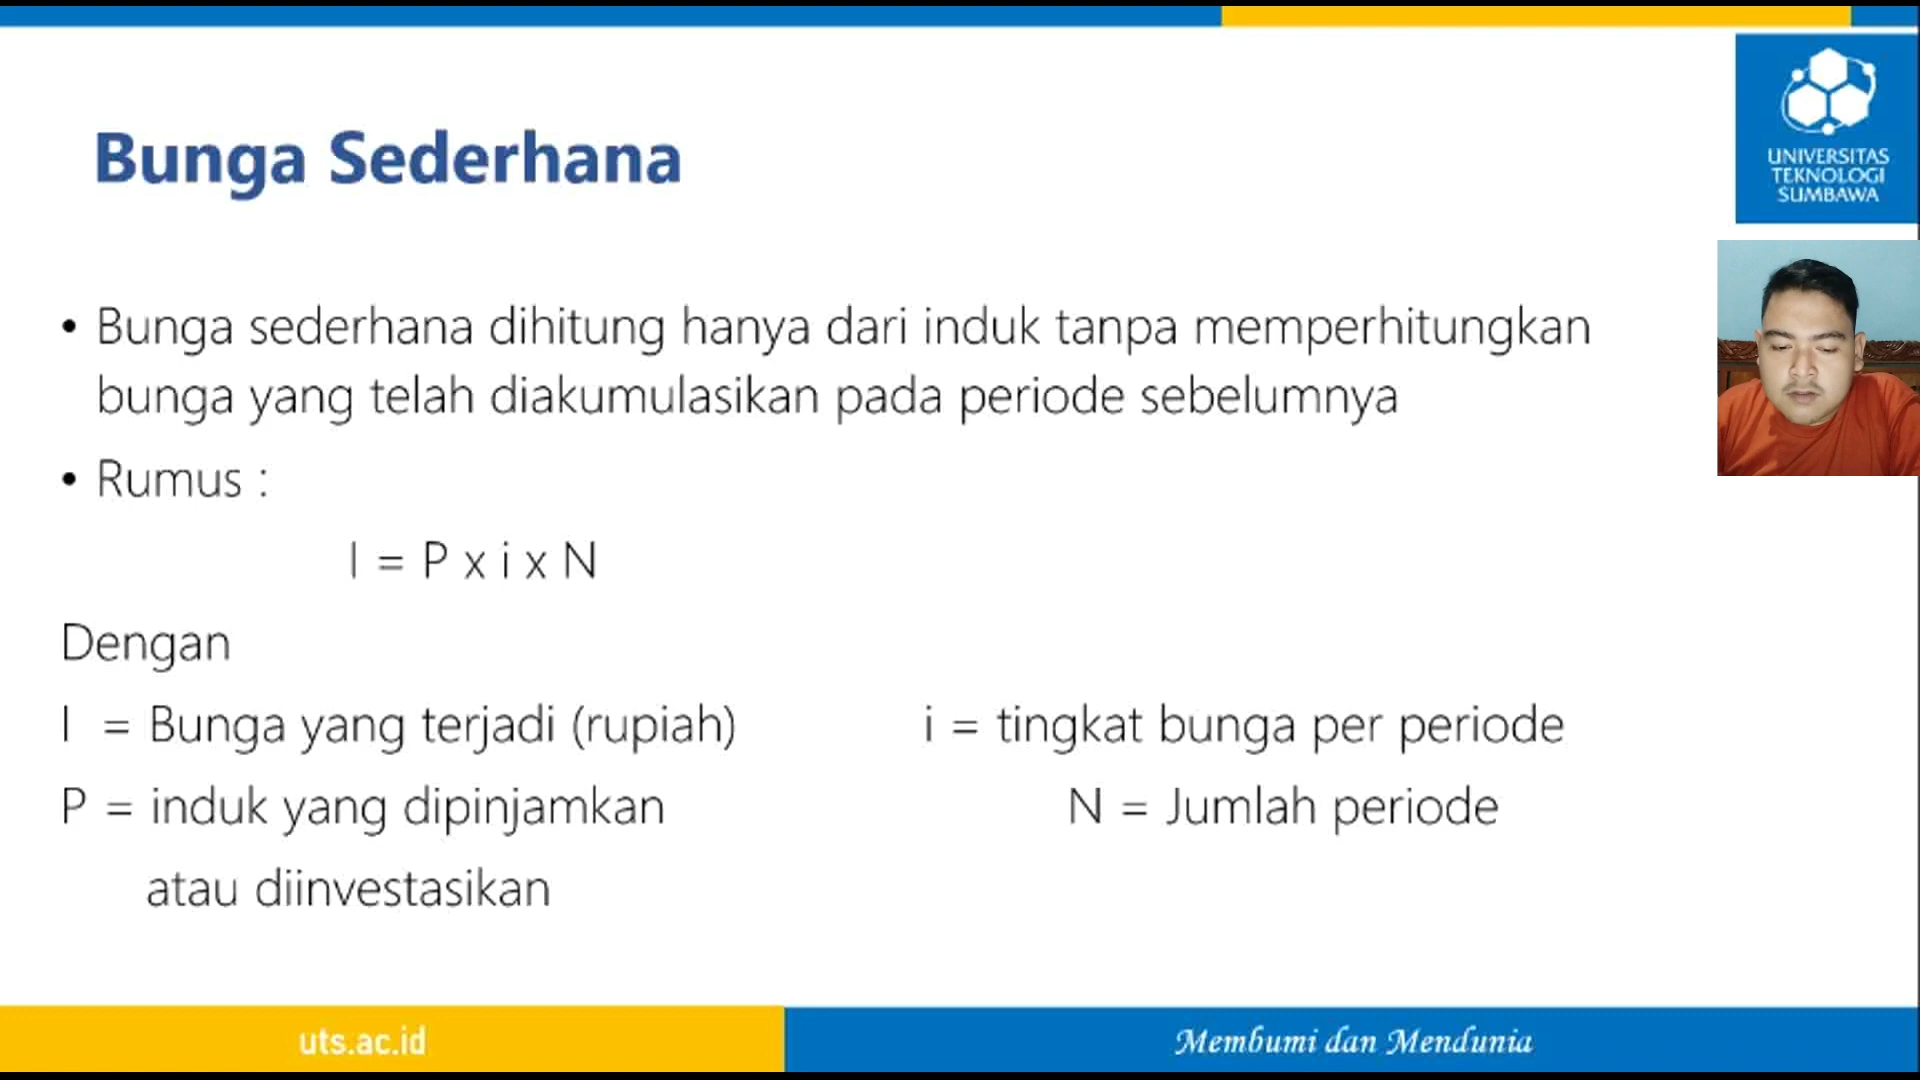 UNIVERSITAS
TEKNOLOGI
SUMBAWA
Bunga Sederhana
• Bunga sederhana dihitung hanya dari induk tanpa memperhitungkan
bunga yang telah diakumulasikan pada periode sebelumnya
• Rumus :
I = P x i x N
Dengan
I = Bunga yang terjadi (rupiah) i = tingkat bunga per periode
P = induk yang dipinjamkan N = Jumlah periode
atau diinvestasikan
uts.ac.id
Membumi dan Mendunia